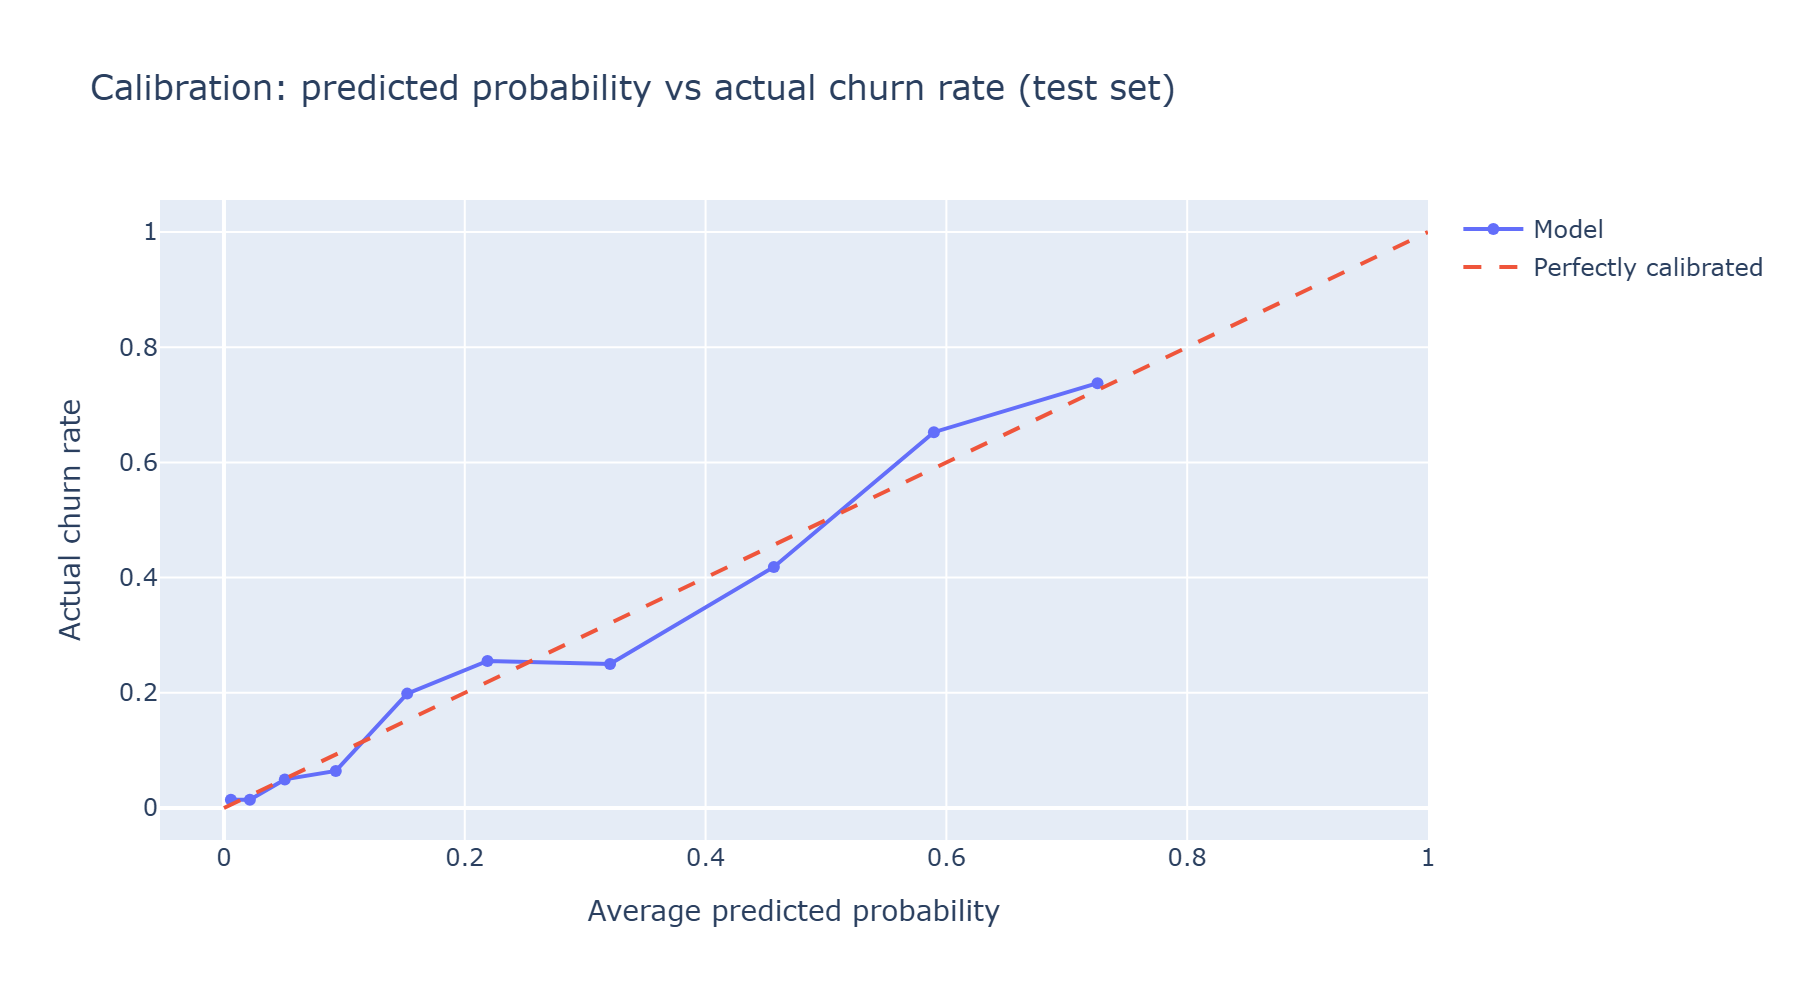 Calibration: predicted probability vs actual churn rate (test set)
Model
Perfectly calibrated
Actual churn rate
1
0.8
0.6
0.4
0.2
0
0
0.2
0.4
0.6
0.8
1
Average predicted probability